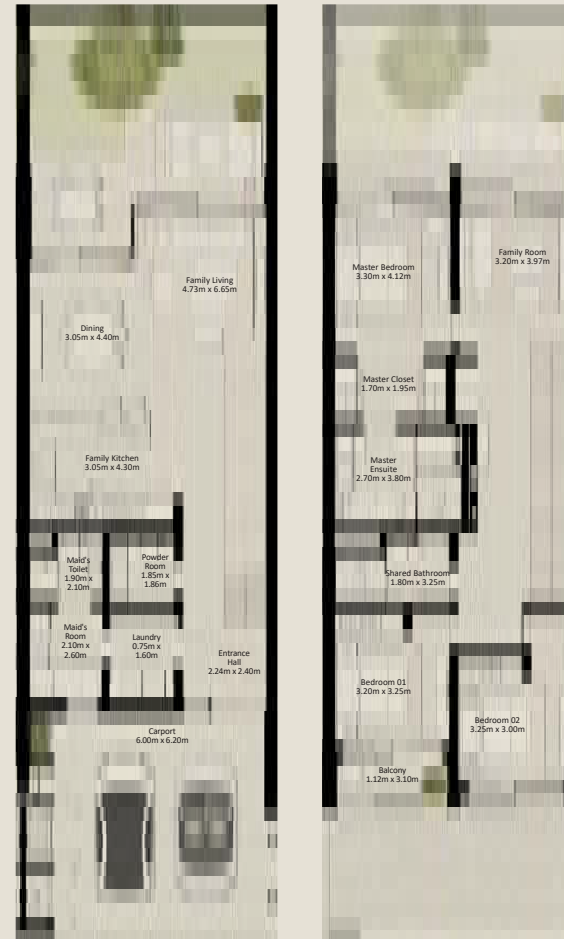 Family Living
4.73m x 6.65m
Dining
3.05m x 4.40m
Family Kitchen
3.05m x 4.30m
Maid's
Toilet
1.90m x
2.10m
Powder
Room
1.85m x
1.86m
Maid's
Room
2.10m x
2.60m
Laundry
0.75m x
1.60m
Entrance
Hall
2.24m x 2.40m
Carport
6.00m x 6.20m
Family Room
3.20m x 3.97m
Master Bedroom
3.30m x 4.12m
Master Closet
1.70m x 1.95m
Master
Ensuite
2.70m x 3.80m
Shared Bathroom
1.80m x 3.25m
Bedroom 01
3.20m x 3.25m
Bedroom 02
3.25m x 3.00m
Balcony
1.12m x 3.10m